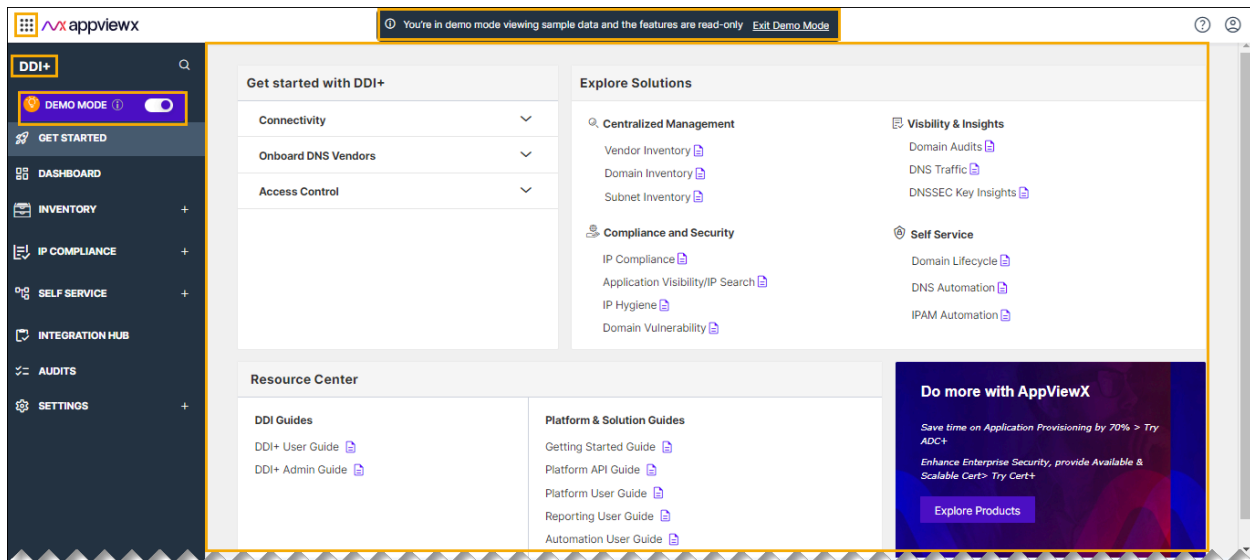 appviewx
You're in demo mode viewing sample data and the features are read-only Exit Demo Mode
DDI+
DEMO MODE
GET STARTED
DASHBOARD
INVENTORY +
IP COMPLIANCE +
SELF SERVICE +
INTEGRATION HUB
AUDITS
SETTINGS +
Get started with DDI+
Connectivity
Onboard DNS Vendors
Access Control
Explore Solutions
Centralized Management
Vendor Inventory
Domain Inventory
Subnet Inventory
Visbility & Insights
Domain Audits
DNS Traffic
DNSSEC Key Insights
Compliance and Security
IP Compliance
Application Visibility/IP Search
IP Hygiene
Domain Vulnerability
Self Service
Domain Lifecycle
DNS Automation
IPAM Automation
Resource Center
DDI Guides
DDI+ User Guide
DDI+ Admin Guide
Platform & Solution Guides
Getting Started Guide
Platform API Guide
Platform User Guide
Reporting User Guide
Automation User Guide
Do more with AppViewX
Save time on Application Provisioning by 70% > Try
ADC+
Enhance Enterprise Security, provide Available &
Scalable Cert> Try Cert+
Explore Products